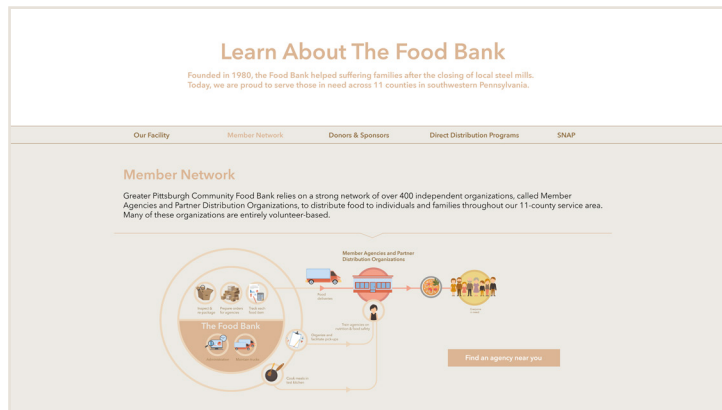 Learn About The Food Bank
Founded in 1980, the Food Bank helped suffering families after the closing of local steel mills.
Today, we are proud to serve those in need across 11 counties in southwestern Pennsylvania.
Our Facility
Member Network
Donors & Sponsors
Direct Distribution Programs
SNAP
Member Network
Greater Pittsburgh Community Food Bank relies on a strong network of over 400 independent organizations, called Member
Agencies and Partner Distribution Organizations, to distribute food to individuals and families throughout our 11-county service area.
Many of these organizations are entirely volunteer-based.
Member Agencies and Partner
Distribution Organizations
The Food Bank
Find an agency near you